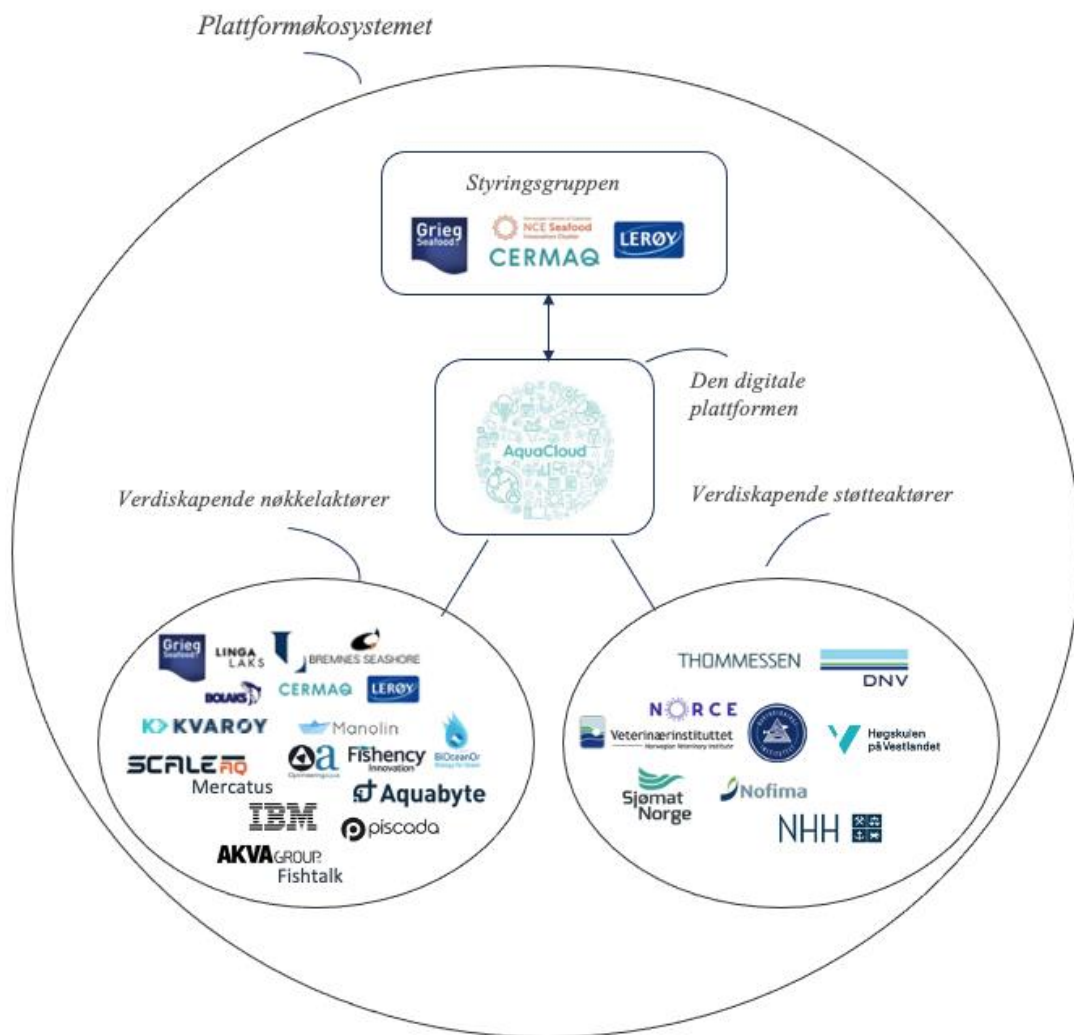 Plattformøkosystemet
Styringsgruppen
Grieg
Seafood
NCE Seafood
Innovation Cluster
CERMAQ
LERØY
Den digitale
plattformen
AquaCloud
Verdiskapende nøkkelaktører
Verdiskapende støtteaktører
Grieg
Seafood
LINGA
LAKS
BREMNES SEASHORE
BOLAKS
CERMAQ
LERØY
KVARØY
Manolin
Fishency
Innovation
BiOceanOr
SCALE AQ
Mercatus
Aquabyte
IBM
piscada
AKVA GROUP
Fishtalk
THOMMESSEN
DNV
NORCE
Veterinærinstituttet
Norwegian Veterinary Institute
Høgskulen
på Vestlandet
Sjømat
Norge
Nofima
NHH